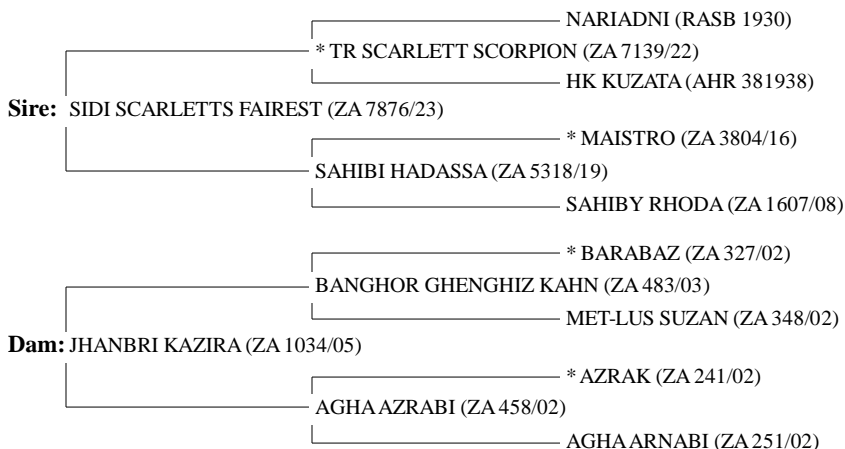 NARIADNI (RASB 1930)
* TR SCARLETT SCORPION (ZA 7139/22)
HK KUZATA (AHR 381938)
Sire: SIDI SCARLETTS FAIREST (ZA 7876/23)
* MAISTRO (ZA 3804/16)
SAHIBI HADASSA (ZA 5318/19)
SAHIBY RHODA (ZA 1607/08)
* BARABAZ (ZA 327/02)
BANGHOR GHENGHIZ KAHN (ZA 483/03)
MET-LUS SUZAN (ZA 348/02)
Dam: JHANBRI KAZIRA (ZA 1034/05)
* AZRAK (ZA 241/02)
AGHA AZRABI (ZA 458/02)
AGHA ARNABI (ZA 251/02)